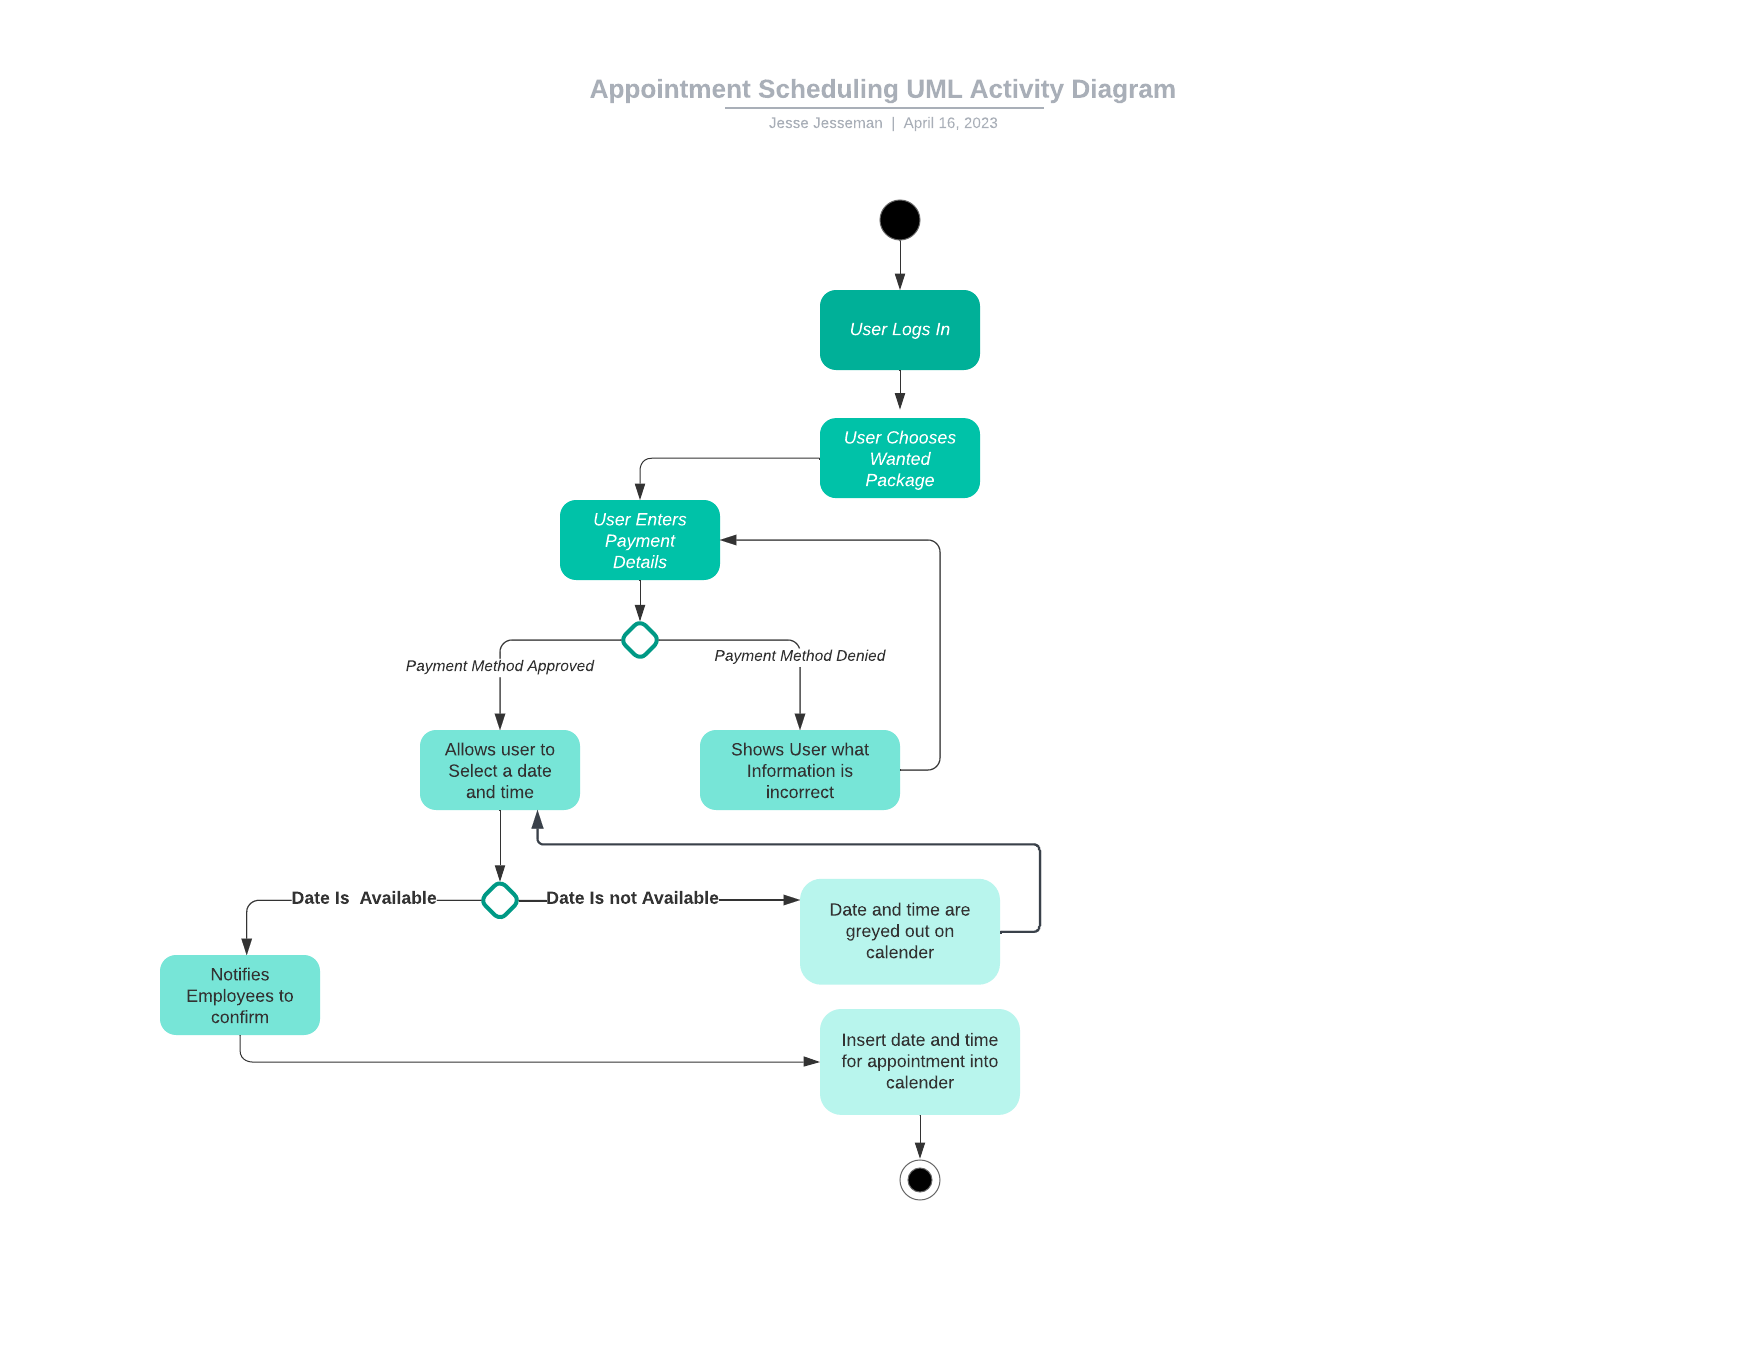 Appointment Scheduling UML Activity Diagram
Jesse Jesseman | April 16, 2023
User Logs In
User Chooses
Wanted
Package
User Enters
Payment
Details
Payment Method Approved
Payment Method Denied
Allows user to
Select a date
and time
Shows User what
Information is
incorrect
Date Is  Available
Date Is not Available
Date and time are
greyed out on
calender
Notifies
Employees to
confirm
Insert date and time
for appointment into
calender